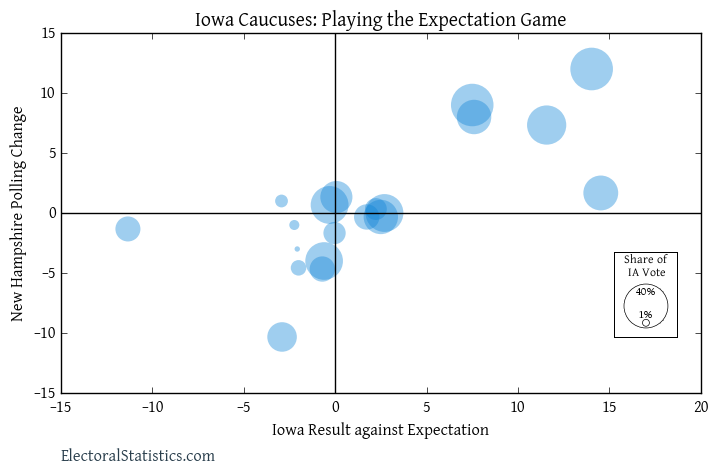 Iowa Caucuses: Playing the Expectation Game
New Hampshire Polling Change
15
10
5
0
−5
−10
−15
Share of
IA Vote
40%
1%
−15 −10 −5 0 5 10 15 20
Iowa Result against Expectation
ElectoralStatistics.com